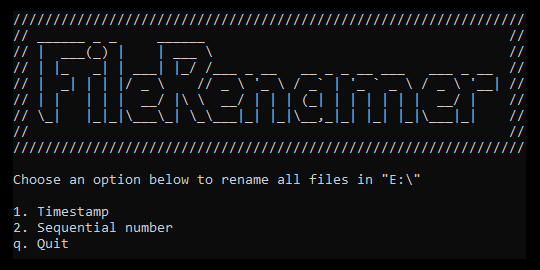 FileRenamer
Choose an option below to rename all files in "E:\"
1. Timestamp
2. Sequential number
q. Quit